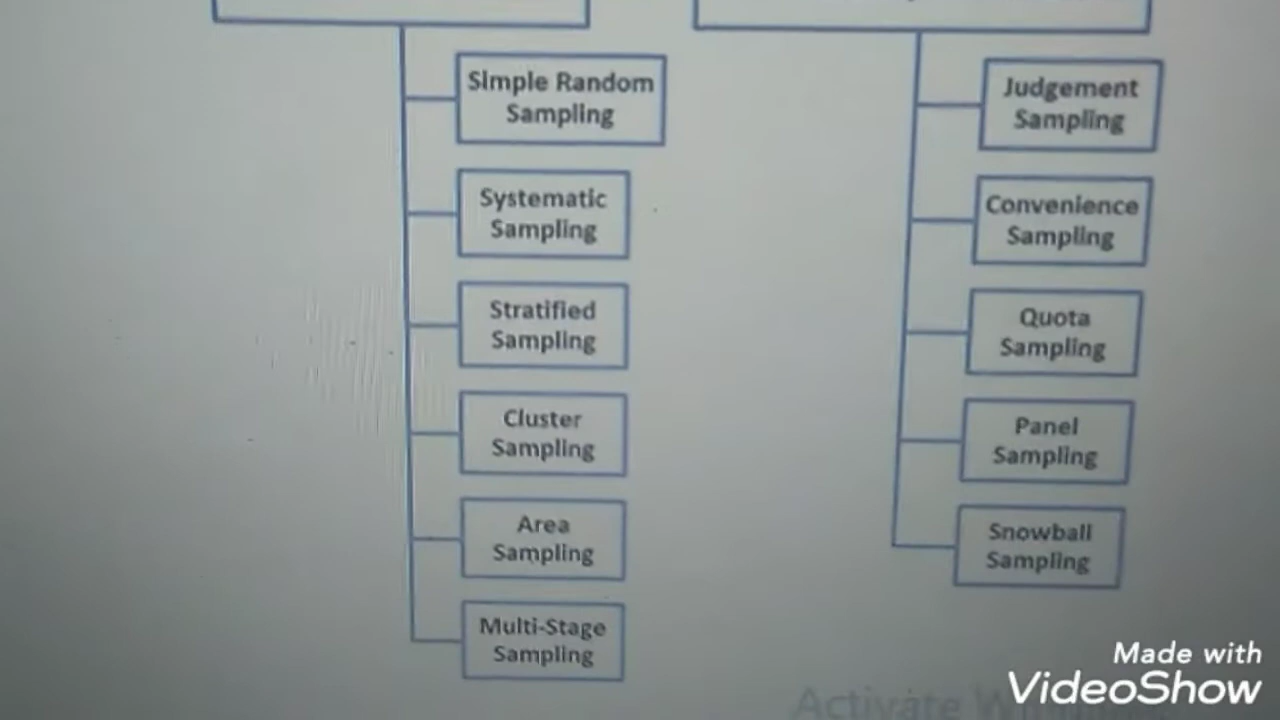 Simple Random
Sampling
Systematic
Sampling
Stratified
Sampling
Cluster
Sampling
Area
Sampling
Multi-Stage
Sampling
Judgement
Sampling
Convenience
Sampling
Quota
Sampling
Panel
Sampling
Snowball
Sampling
Made with
VideoShow
Activate